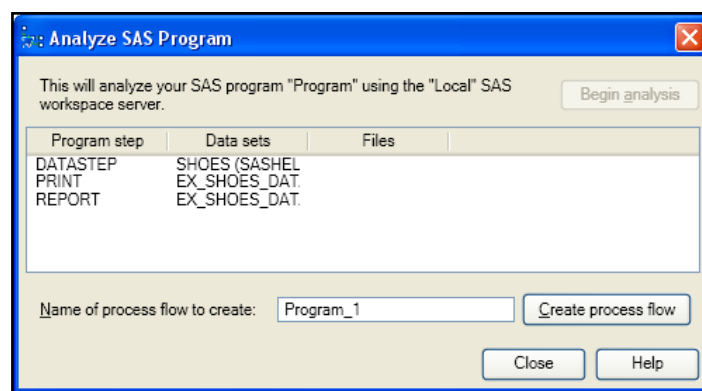 Analyze SAS Program
This will analyze your SAS program "Program" using the "Local" SAS
workspace server.
Begin analysis
Program step Data sets Files
DATASTEP SHOES (SASHEL
PRINT EX_SHOES_DAT.
REPORT EX_SHOES_DAT.
Name of process flow to create: Program_1 Create process flow
Close Help